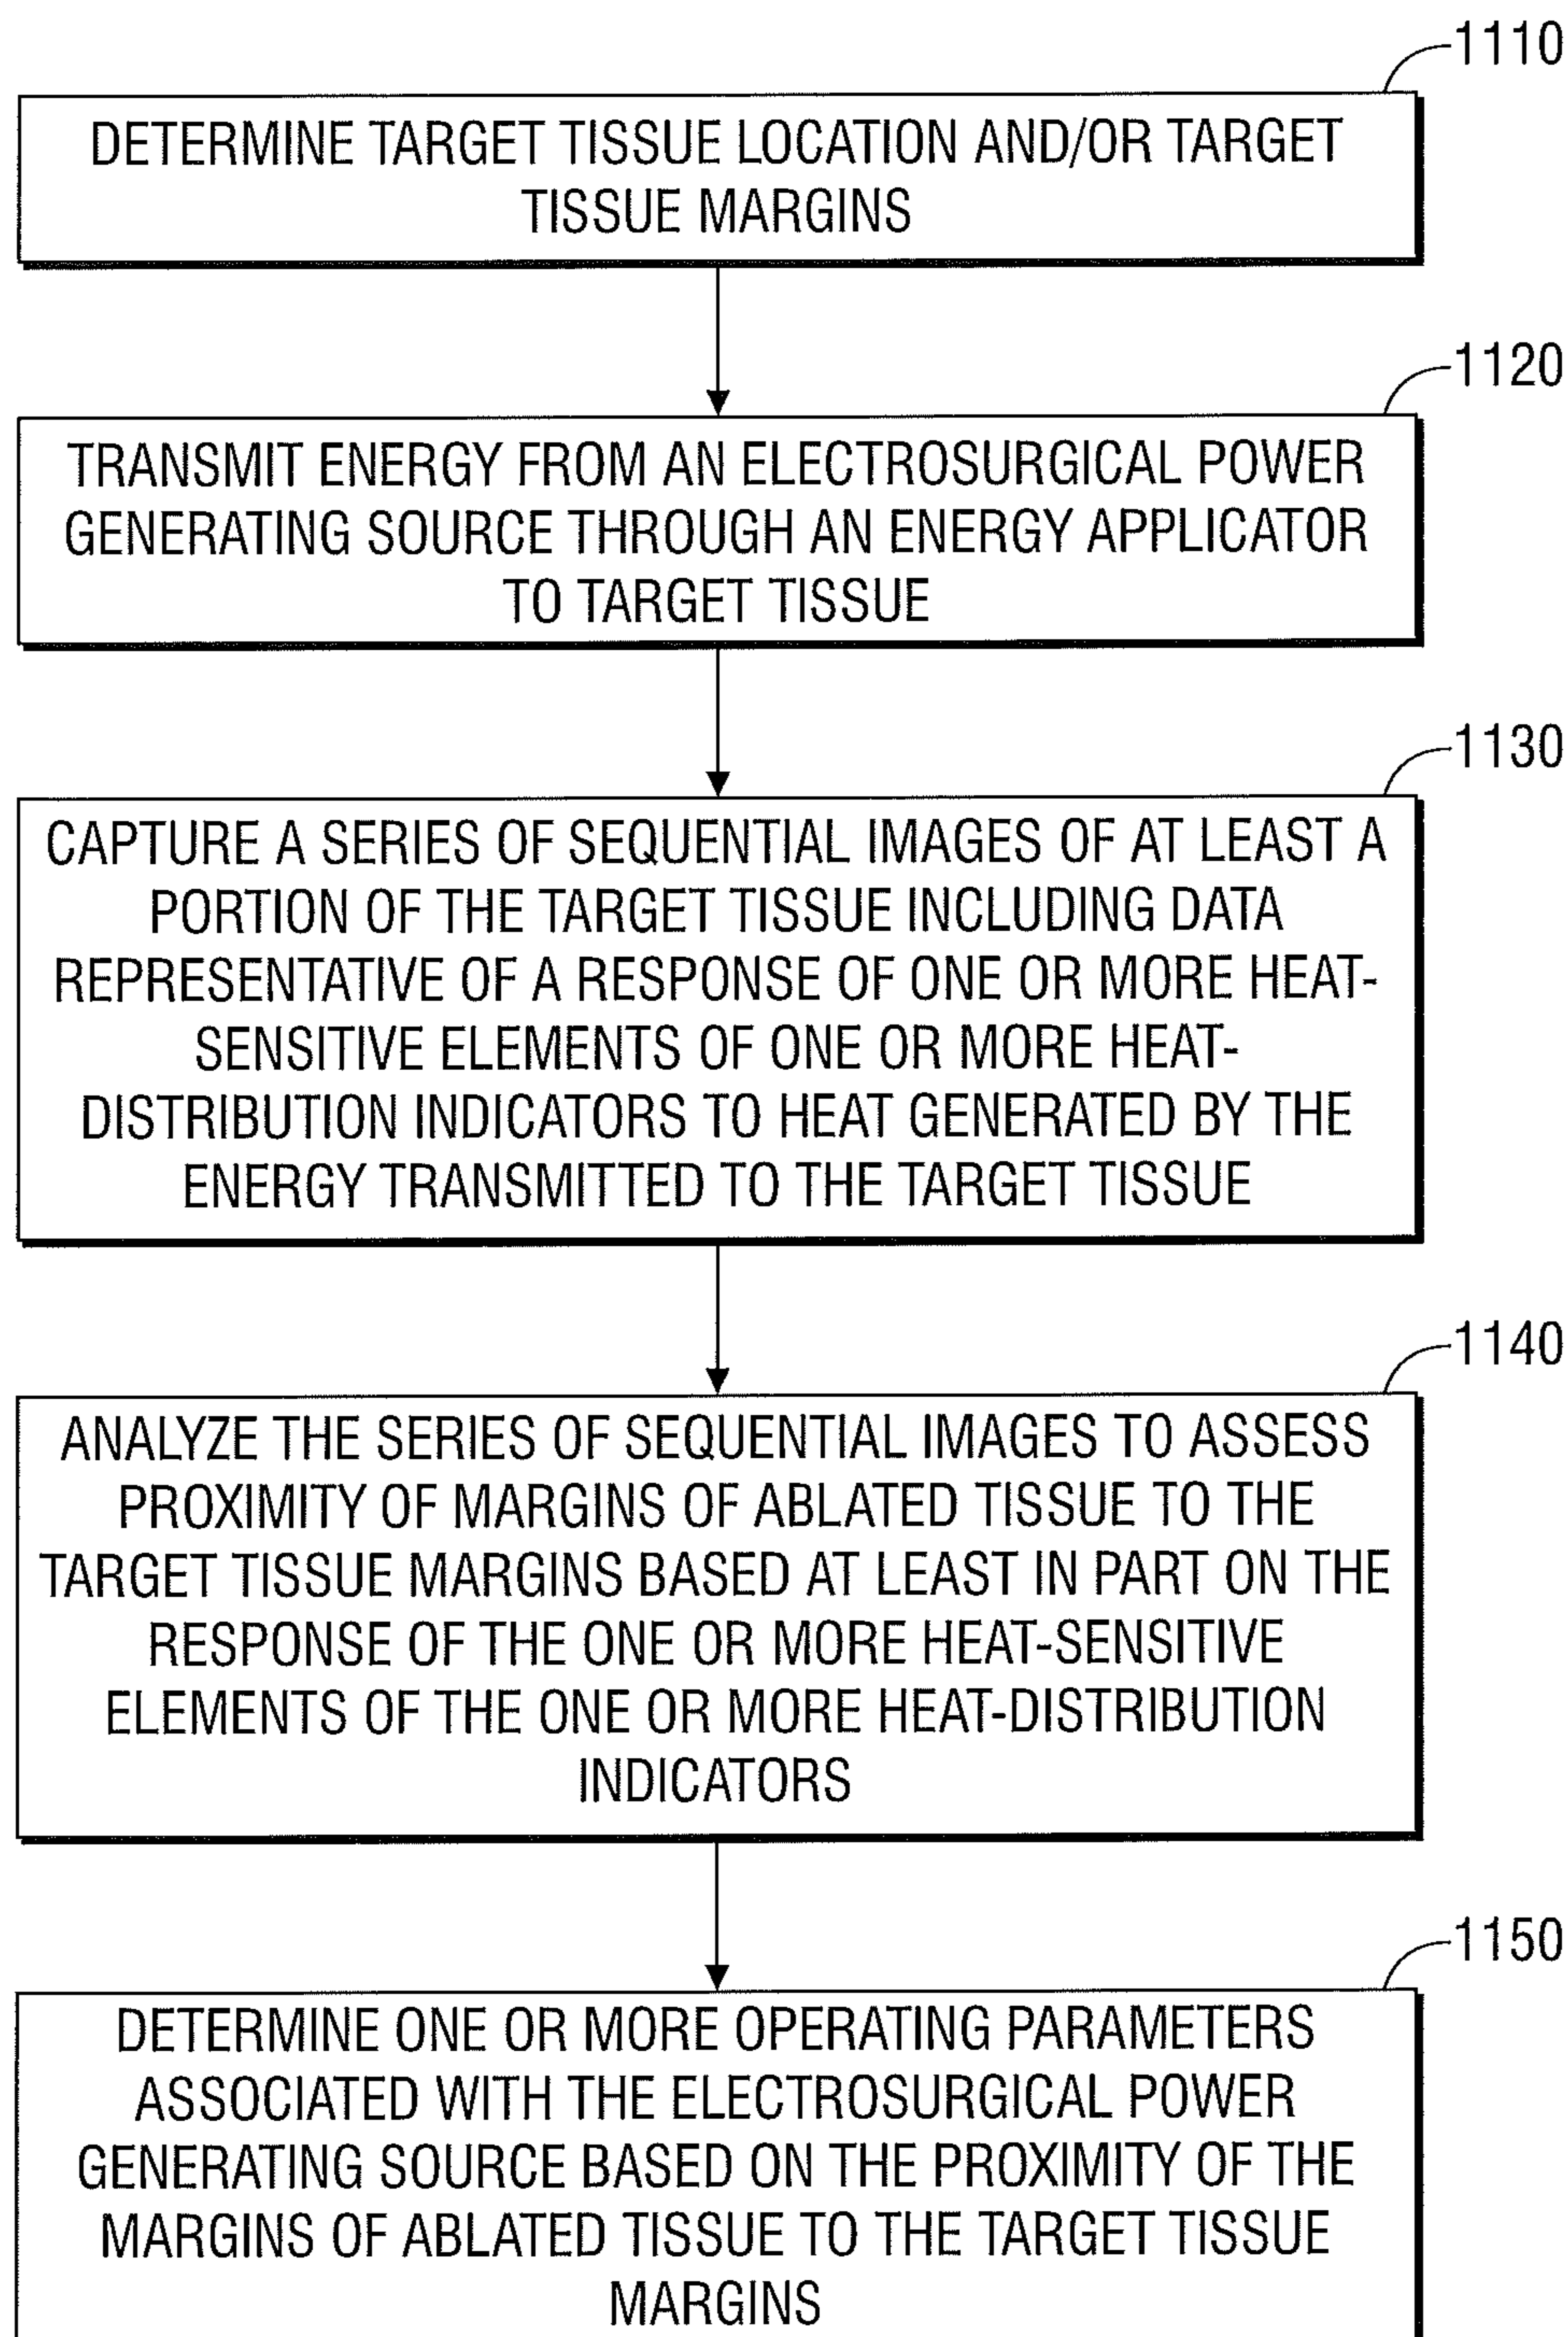 1110
DETERMINE TARGET TISSUE LOCATION AND/OR TARGET
TISSUE MARGINS
1120
TRANSMIT ENERGY FROM AN ELECTROSURGICAL POWER
GENERATING SOURCE THROUGH AN ENERGY APPLICATOR
TO TARGET TISSUE
1130
CAPTURE A SERIES OF SEQUENTIAL IMAGES OF AT LEAST A
PORTION OF THE TARGET TISSUE INCLUDING DATA
REPRESENTATIVE OF A RESPONSE OF ONE OR MORE HEAT-
SENSITIVE ELEMENTS OF ONE OR MORE HEAT-
DISTRIBUTION INDICATORS TO HEAT GENERATED BY THE
ENERGY TRANSMITTED TO THE TARGET TISSUE
1140
ANALYZE THE SERIES OF SEQUENTIAL IMAGES TO ASSESS
PROXIMITY OF MARGINS OF ABLATED TISSUE TO THE
TARGET TISSUE MARGINS BASED AT LEAST IN PART ON THE
RESPONSE OF THE ONE OR MORE HEAT-SENSITIVE
ELEMENTS OF THE ONE OR MORE HEAT-DISTRIBUTION
INDICATORS
1150
DETERMINE ONE OR MORE OPERATING PARAMETERS
ASSOCIATED WITH THE ELECTROSURGICAL POWER
GENERATING SOURCE BASED ON THE PROXIMITY OF THE
MARGINS OF ABLATED TISSUE TO THE TARGET TISSUE
MARGINS